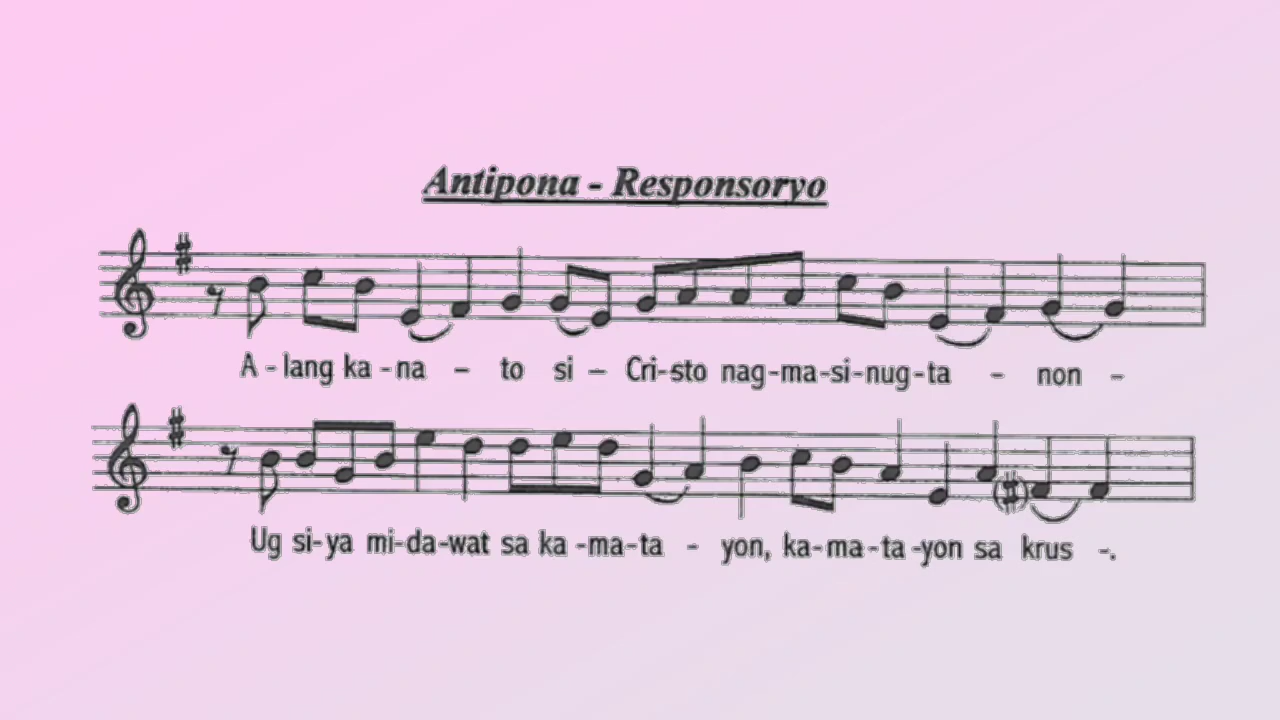 Antipona - Responsoryo
A - lang ka - na - to si - Cri-sto nag-ma-si-nug-ta - non -
Ug si-ya mi-da-wat sa ka -ma-ta - yon, ka-ma-ta-yon sa krus -.